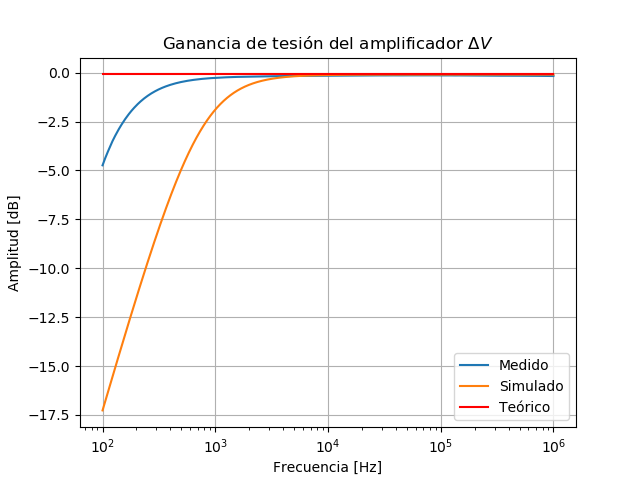 Ganancia de tesión del amplificador ΔV
Amplitud [dB]
0.0
−2.5
−5.0
−7.5
−10.0
−12.5
−15.0
−17.5
10²
10³
10⁴
10⁵
10⁶
Frecuencia [Hz]
Medido
Simulado
Teórico